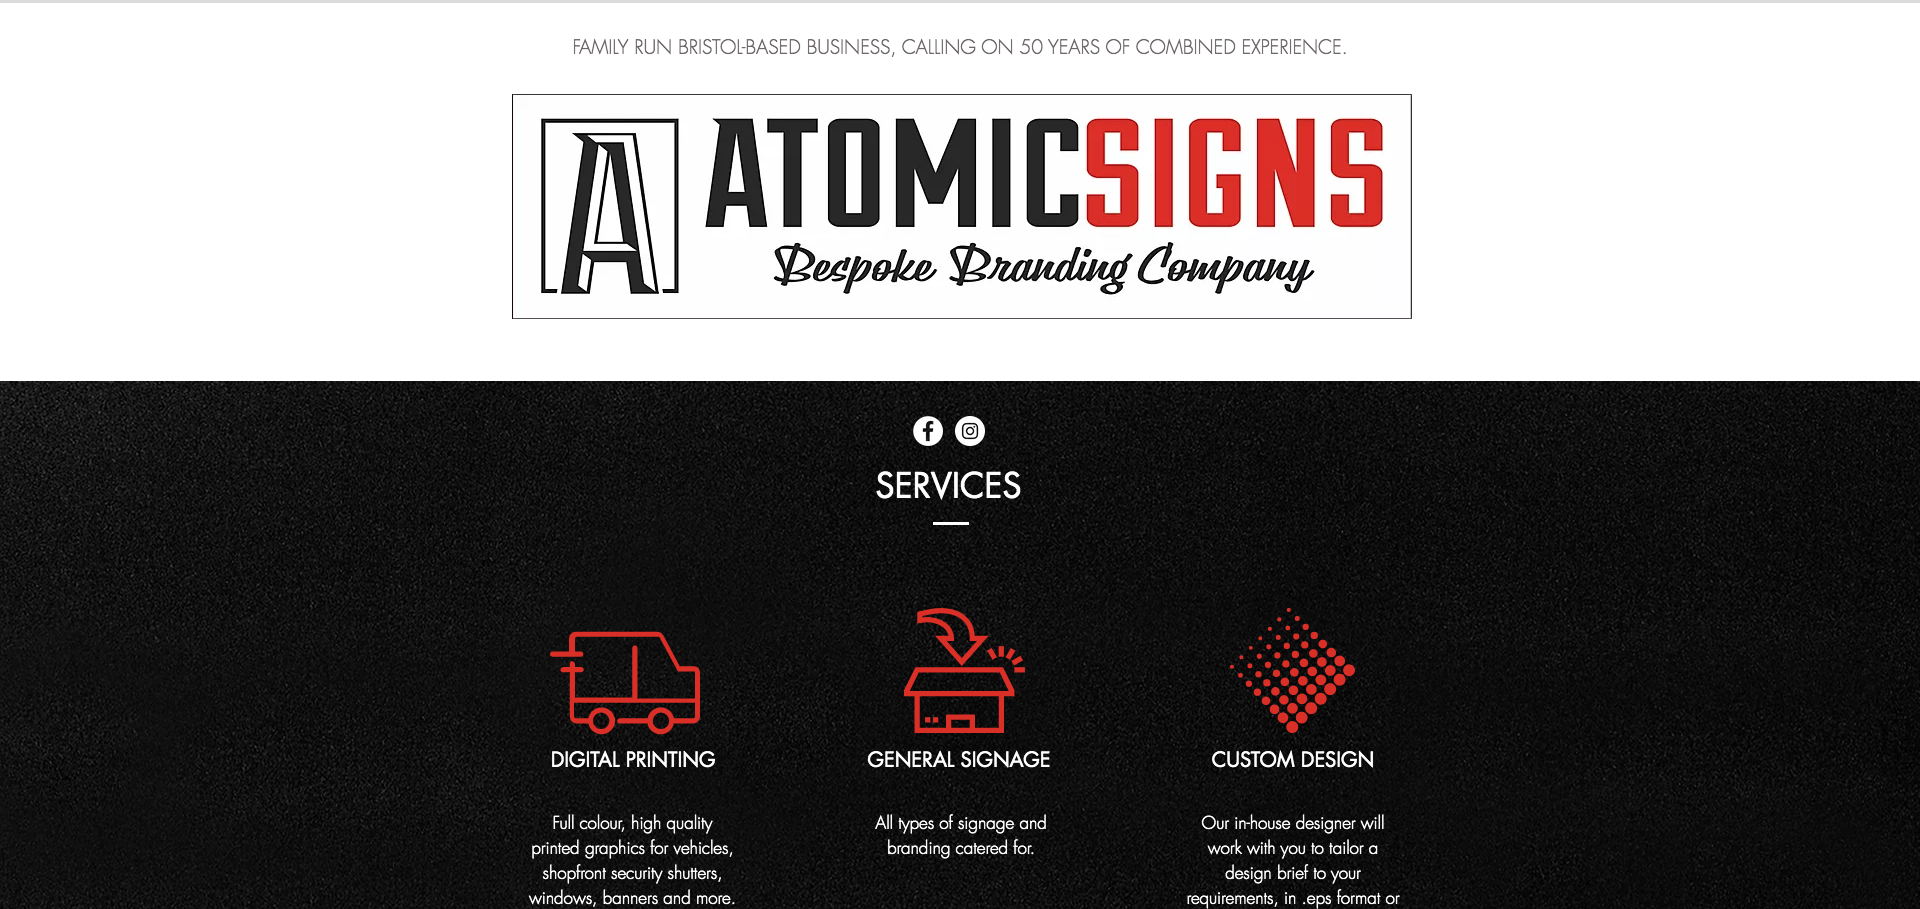 FAMILY RUN BRISTOL-BASED BUSINESS, CALLING ON 50 YEARS OF COMBINED EXPERIENCE.
A
ATOMICSIGNS
Bespoke Branding Company
SERVICES
DIGITAL PRINTING
Full colour, high quality
printed graphics for vehicles,
shopfront security shutters,
windows, banners and more.
GENERAL SIGNAGE
All types of signage and
branding catered for.
CUSTOM DESIGN
Our in-house designer will
work with you to tailor a
design brief to your
requirements, in .eps format or